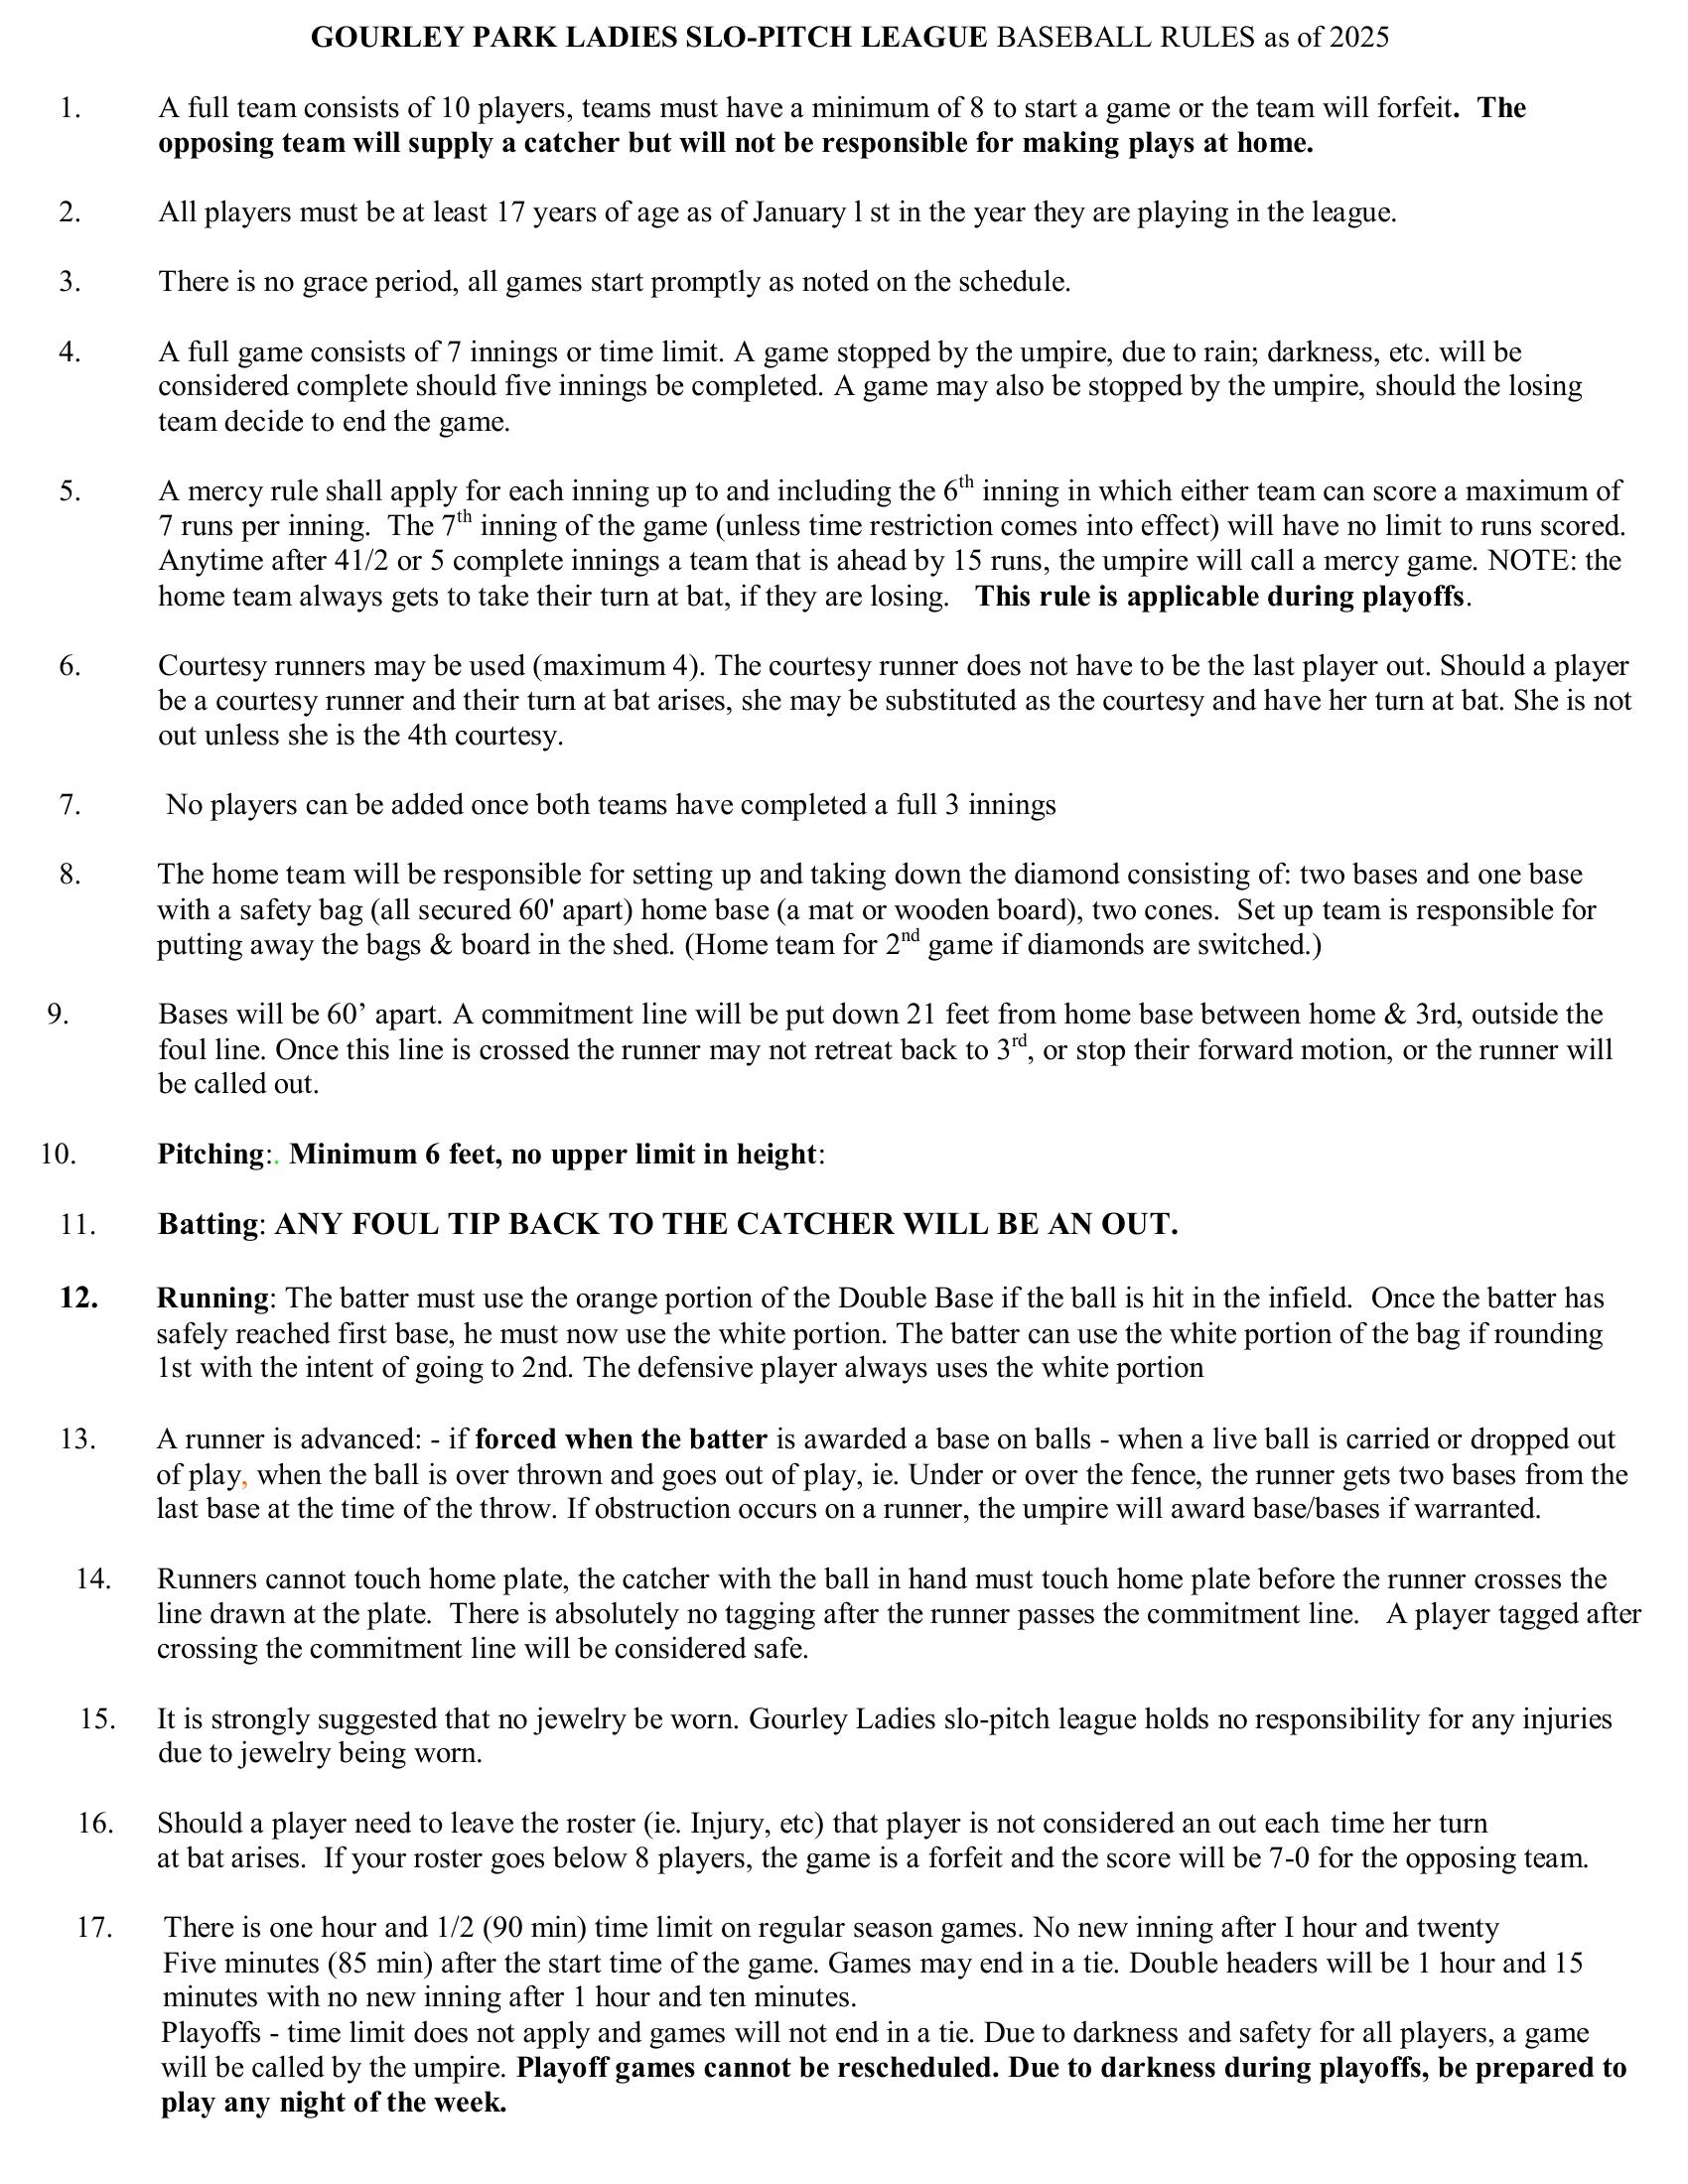 GOURLEY PARK LADIES SLO-PITCH LEAGUE BASEBALL RULES as of 2025
1. A full team consists of 10 players, teams must have a minimum of 8 to start a game or the team will forfeit. The
opposing team will supply a catcher but will not be responsible for making plays at home.
2. All players must be at least 17 years of age as of January l st in the year they are playing in the league.
3. There is no grace period, all games start promptly as noted on the schedule.
4. A full game consists of 7 innings or time limit. A game stopped by the umpire, due to rain; darkness, etc. will be
considered complete should five innings be completed. A game may also be stopped by the umpire, should the losing
team decide to end the game.
5. A mercy rule shall apply for each inning up to and including the 6th inning in which either team can score a maximum of
7 runs per inning. The 7th inning of the game (unless time restriction comes into effect) will have no limit to runs scored.
Anytime after 41/2 or 5 complete innings a team that is ahead by 15 runs, the umpire will call a mercy game. NOTE: the
home team always gets to take their turn at bat, if they are losing. This rule is applicable during playoffs.
6. Courtesy runners may be used (maximum 4). The courtesy runner does not have to be the last player out. Should a player
be a courtesy runner and their turn at bat arises, she may be substituted as the courtesy and have her turn at bat. She is not
out unless she is the 4th courtesy.
7. No players can be added once both teams have completed a full 3 innings
8. The home team will be responsible for setting up and taking down the diamond consisting of: two bases and one base
with a safety bag (all secured 60' apart) home base (a mat or wooden board), two cones. Set up team is responsible for
putting away the bags & board in the shed. (Home team for 2nd game if diamonds are switched.)
9. Bases will be 60’ apart. A commitment line will be put down 21 feet from home base between home & 3rd, outside the
foul line. Once this line is crossed the runner may not retreat back to 3rd, or stop their forward motion, or the runner will
be called out.
10. Pitching:. Minimum 6 feet, no upper limit in height:
11. Batting: ANY FOUL TIP BACK TO THE CATCHER WILL BE AN OUT.
12. Running: The batter must use the orange portion of the Double Base if the ball is hit in the infield. Once the batter has
safely reached first base, he must now use the white portion. The batter can use the white portion of the bag if rounding
1st with the intent of going to 2nd. The defensive player always uses the white portion
13. A runner is advanced: - if forced when the batter is awarded a base on balls - when a live ball is carried or dropped out
of play, when the ball is over thrown and goes out of play, ie. Under or over the fence, the runner gets two bases from the
last base at the time of the throw. If obstruction occurs on a runner, the umpire will award base/bases if warranted.
14. Runners cannot touch home plate, the catcher with the ball in hand must touch home plate before the runner crosses the
line drawn at the plate. There is absolutely no tagging after the runner passes the commitment line. A player tagged after
crossing the commitment line will be considered safe.
15. It is strongly suggested that no jewelry be worn. Gourley Ladies slo-pitch league holds no responsibility for any injuries
due to jewelry being worn.
16. Should a player need to leave the roster (ie. Injury, etc) that player is not considered an out each time her turn
at bat arises. If your roster goes below 8 players, the game is a forfeit and the score will be 7-0 for the opposing team.
17. There is one hour and 1/2 (90 min) time limit on regular season games. No new inning after I hour and twenty
Five minutes (85 min) after the start time of the game. Games may end in a tie. Double headers will be 1 hour and 15
minutes with no new inning after 1 hour and ten minutes.
Playoffs - time limit does not apply and games will not end in a tie. Due to darkness and safety for all players, a game
will be called by the umpire. Playoff games cannot be rescheduled. Due to darkness during playoffs, be prepared to
play any night of the week.